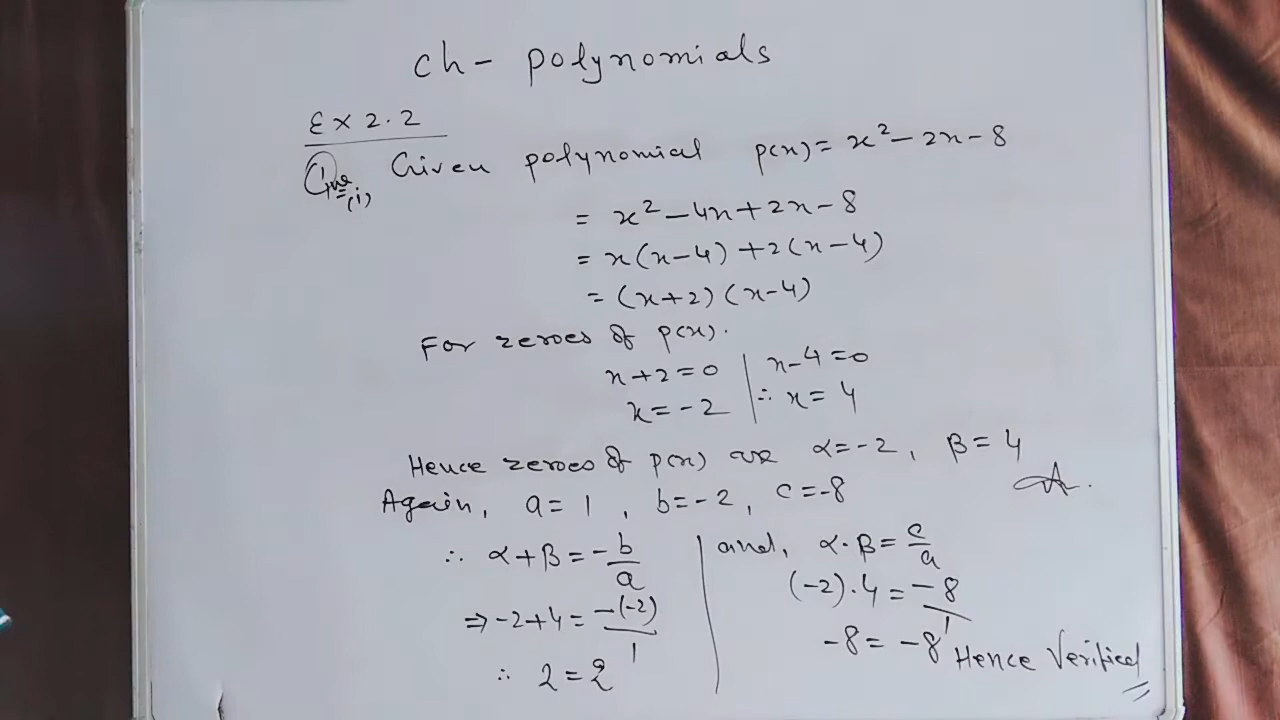 ch- polynomials
Ex 2.2
Que 1 (i) Given polynomial p(x) = x² - 2x - 8
= x² - 4x + 2x - 8
= x(x-4) + 2(x-4)
= (x+2) (x-4)
For zeroes of p(x).
x+2=0 | x-4=0
x=-2 | ∴ x=4
Hence zeroes of p(x) are α=-2, β=4
Again, a=1, b=-2, c=-8
∴ α+β = -b/a
⇒ -2+4 = -(-2)/1
∴ 2=2
and, α·β = c/a
(-2)·4 = -8/1
-8 = -8
Hence Verified